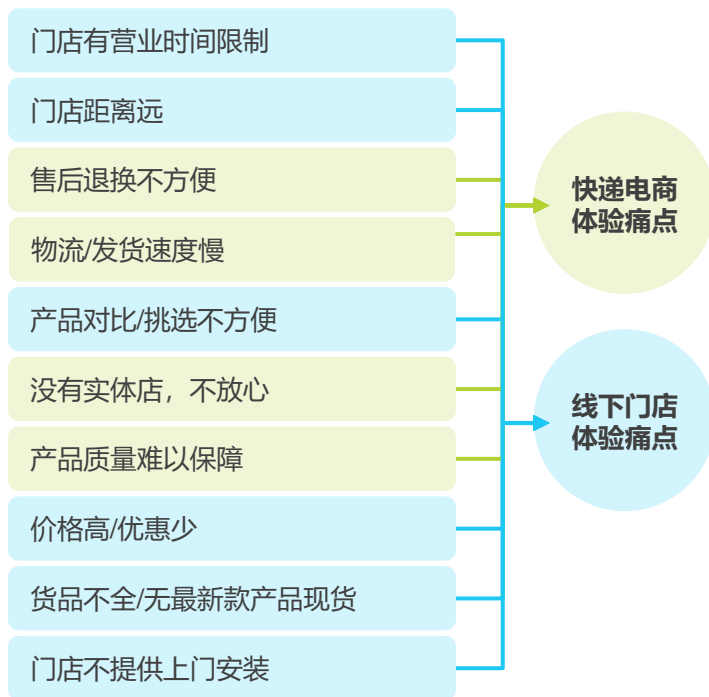 门店有营业时间限制
门店距离远
售后退换不方便
物流/发货速度慢
产品对比/挑选不方便
没有实体店，不放心
产品质量难以保障
价格高/优惠少
货品不全/无最新款产品现货
门店不提供上门安装
快递电商
体验痛点
线下门店
体验痛点